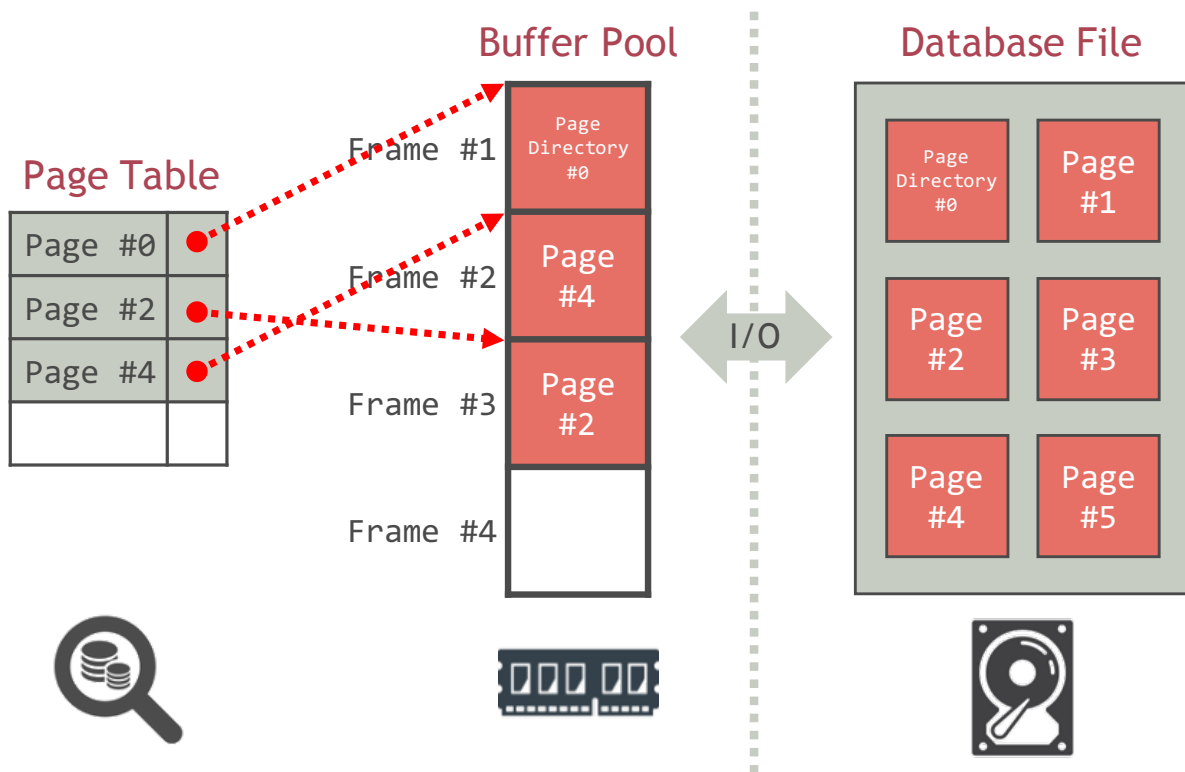 Page Table
Page #0
Page #2
Page #4
Buffer Pool
Frame #1
Page
Directory
#0
Frame #2
Page
#4
Frame #3
Page
#2
Frame #4
I/O
Database File
Page
Directory
#0
Page
#1
Page
#2
Page
#3
Page
#4
Page
#5